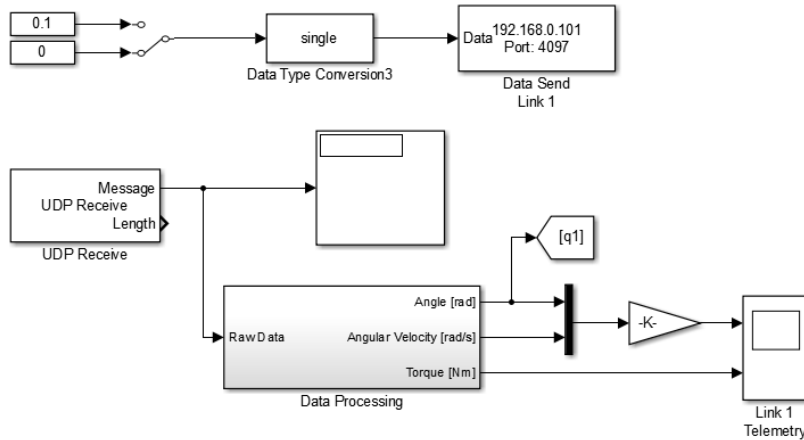 0.1
0
single
Data Type Conversion3
Data
192.168.0.101
Port: 4097
Data Send
Link 1
Message
UDP Receive
Length
UDP Receive
[q1]
RawData
Angle [rad]
Angular Velocity [rad/s]
Torque [Nm]
Data Processing
-K-
Link 1
Telemetry